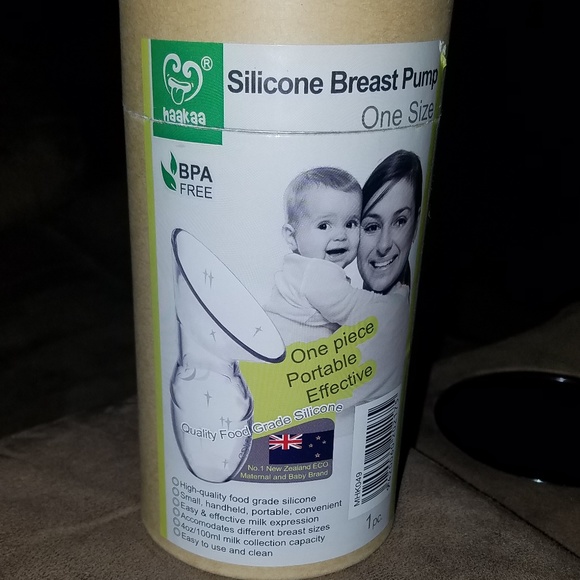 ®
haakaa
Silicone Breast Pump
One Size
BPA
FREE
One piece
Portable
Effective
Quality Food Grade Silicone
No.1 New Zealand ECO
Maternal and Baby Brand
High-quality food grade silicone
Small, handheld, portable, convenient
Easy & effective milk expression
Accomodates different breast sizes
4oz/100ml milk collection capacity
Easy to use and clean
MHK049
1pc